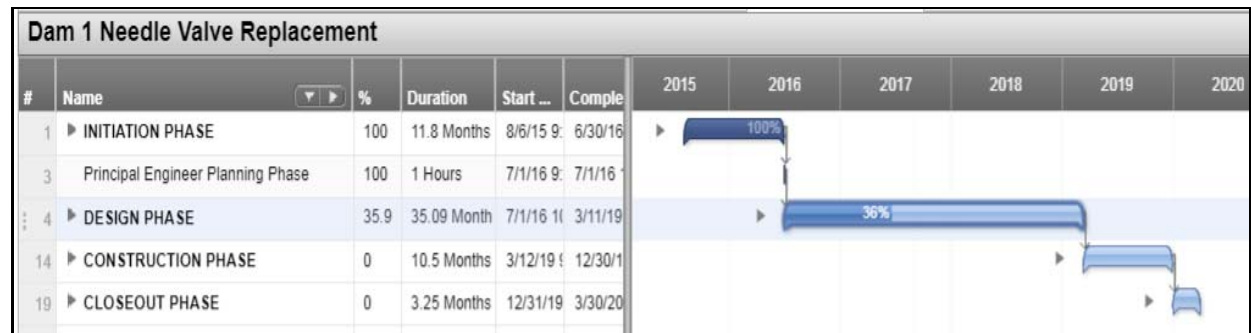 Dam 1 Needle Valve Replacement
# Name % Duration Start ... Comple 2015 2016 2017 2018 2019 2020
1 INITIATION PHASE 100 11.8 Months 8/6/15 9: 6/30/16 100%
3 Principal Engineer Planning Phase 100 1 Hours 7/1/16 9: 7/1/16
4 DESIGN PHASE 35.9 35.09 Month 7/1/16 3/11/19 36%
14 CONSTRUCTION PHASE 0 10.5 Months 3/12/19 12/30/1
19 CLOSEOUT PHASE 0 3.25 Months 12/31/19 3/30/20